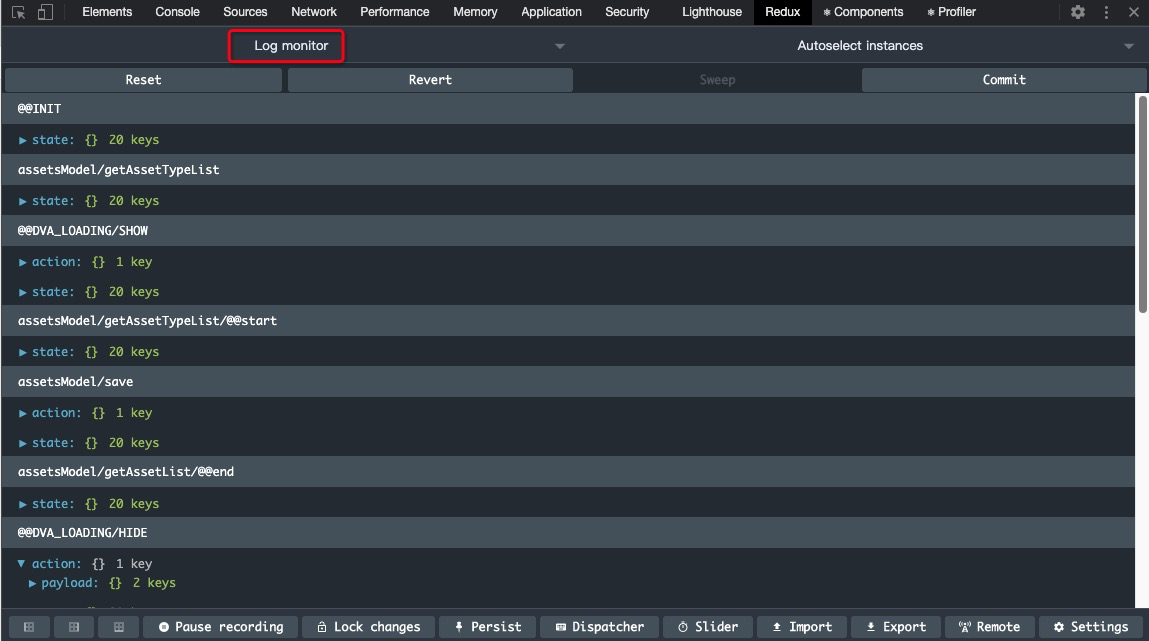 Elements Console Sources Network Performance Memory Application Security Lighthouse Redux Components Profiler
Log monitor Autoselect instances
Reset Revert Sweep Commit
@@INIT
state: {} 20 keys
assetsModel/getAssetTypeList
state: {} 20 keys
@@DVA_LOADING/SHOW
action: {} 1 key
state: {} 20 keys
assetsModel/getAssetTypeList/@@start
state: {} 20 keys
assetsModel/save
action: {} 1 key
state: {} 20 keys
assetsModel/getAssetList/@@end
state: {} 20 keys
@@DVA_LOADING/HIDE
action: {} 1 key
payload: {} 2 keys
Pause recording Lock changes Persist Dispatcher Slider Import Export Remote Settings